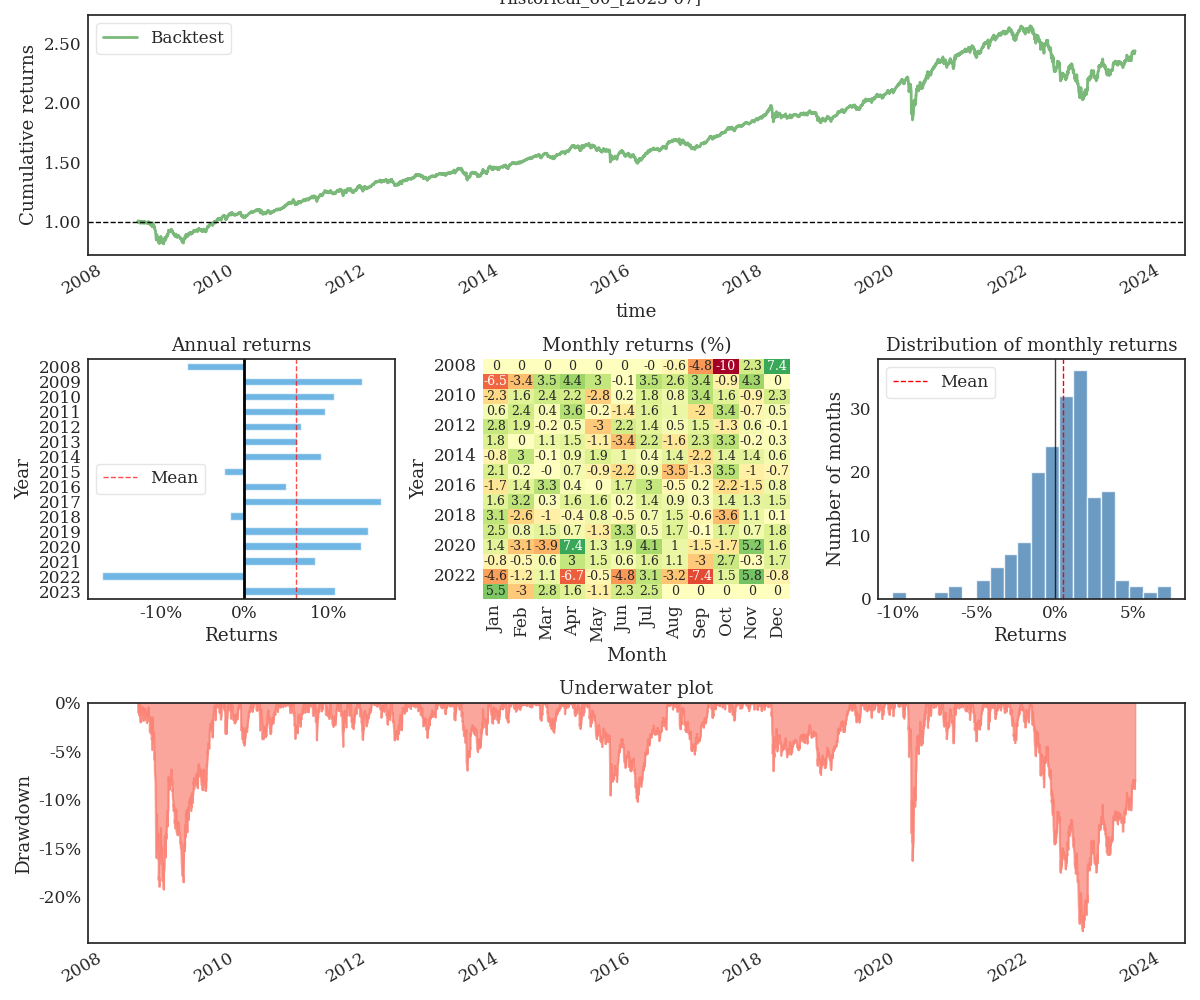 Historical_60_[2023-07]
Backtest
Cumulative returns
2.50
2.00
1.50
1.00
2008 2010 2012 2014 2016 2018 2020 2022 2024
time
Annual returns
Year
2008
2009
2010
2011
2012
2013
2014
2015
2016
2017
2018
2019
2020
2021
2022
2023
Mean
-10% 0% 10%
Returns
Monthly returns (%)
Year
2008 0 0 0 0 0 0 -0 -0.6 -4.8 -10 2.3 7.4
-6.5 -3.4 3.5 4.4 3 -0.1 3.5 2.6 3.4 -0.9 4.3 0
2010 -2.3 1.6 2.4 2.2 -2.8 0.2 1.8 0.8 3.4 1.6 -0.9 2.3
0.6 2.4 0.4 3.6 -0.2 -1.4 1.6 1 -2 3.4 -0.7 0.5
2012 2.8 1.9 -0.2 0.5 -3 2.2 1.4 0.5 1.5 -1.3 0.6 -0.1
1.8 0 1.1 1.5 -1.1 -3.4 2.2 -1.6 2.3 3.3 -0.2 0.3
2014 -0.8 3 -0.1 0.9 1.9 1 0.4 1.4 -2.2 1.4 1.4 0.6
2.1 0.2 -0 0.7 -0.9 -2.2 0.9 -3.5 -1.3 3.5 -1 -0.7
2016 -1.7 1.4 3.3 0.4 0 1.7 3 -0.5 0.2 -2.2 -1.5 0.8
1.6 3.2 0.3 1.6 1.6 0.2 1.4 0.9 0.3 1.4 1.3 1.5
2018 3.1 -2.6 -1 -0.4 0.8 -0.5 0.7 1.5 -0.6 -3.6 1.1 0.1
2.5 0.8 1.5 0.7 -1.3 3.3 0.5 1.7 -0.1 1.7 0.7 1.8
2020 1.4 -3.1 -3.9 7.4 1.3 1.9 4.1 1.1 -1.5 -1.7 5.2 1.6
-0.8 -0.5 0.6 3 1.5 0.6 1.6 1.1 -3 2.7 -0.3 1.7
2022 -4.6 -1.2 1.1 -6.7 -0.5 -4.8 3.1 -3.2 -7.4 1.5 5.8 -0.8
5.5 -3 2.8 1.6 -1.1 2.3 2.5 0 0 0 0 0
Jan Feb Mar Apr May Jun Jul Aug Sep Oct Nov Dec
Month
Distribution of monthly returns
Mean
Number of months
30
20
10
0
-10% -5% 0% 5%
Returns
Underwater plot
Drawdown
0%
-5%
-10%
-15%
-20%
2008 2010 2012 2014 2016 2018 2020 2022 2024